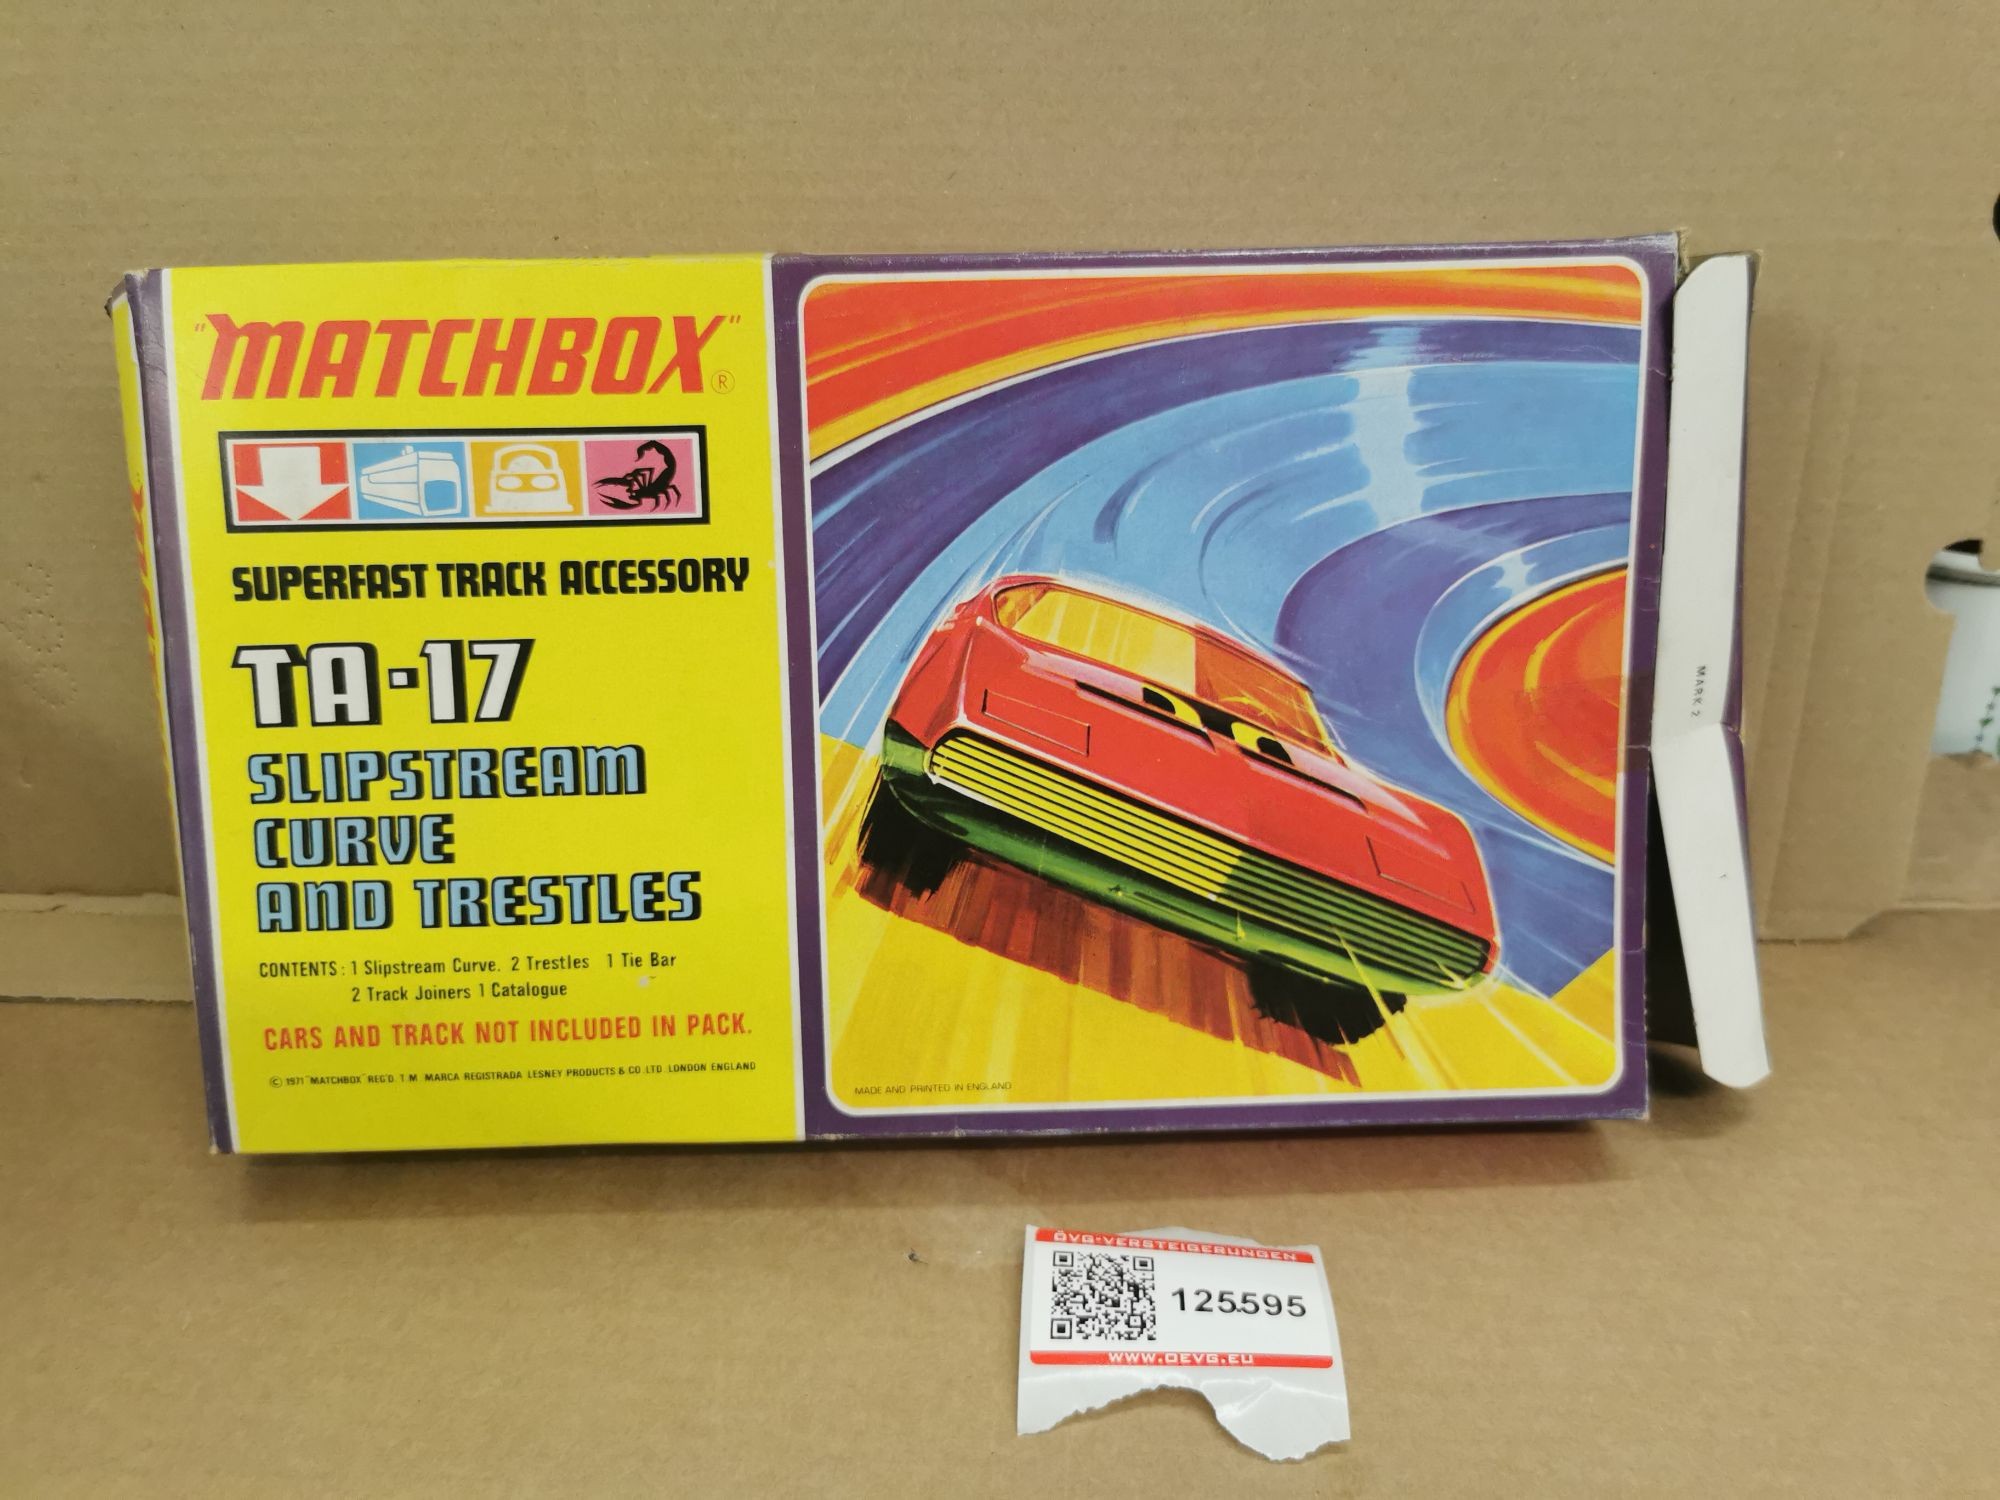 "MATCHBOX"®
SUPERFAST TRACK ACCESSORY
TA-17
SLIPSTREAM
CURVE
AND TRESTLES
CONTENTS: 1 Slipstream Curve. 2 Trestles 1 Tie Bar
2 Track Joiners 1 Catalogue
CARS AND TRACK NOT INCLUDED IN PACK.
© 1971 "MATCHBOX" REG'D. T.M. MARCA REGISTRADA LESNEY PRODUCTS & CO. LTD. LONDON ENGLAND
MADE AND PRINTED IN ENGLAND
MARK 2
ÖVG-VERSTEIGERUNGEN
125595
WWW.OEVG.EU